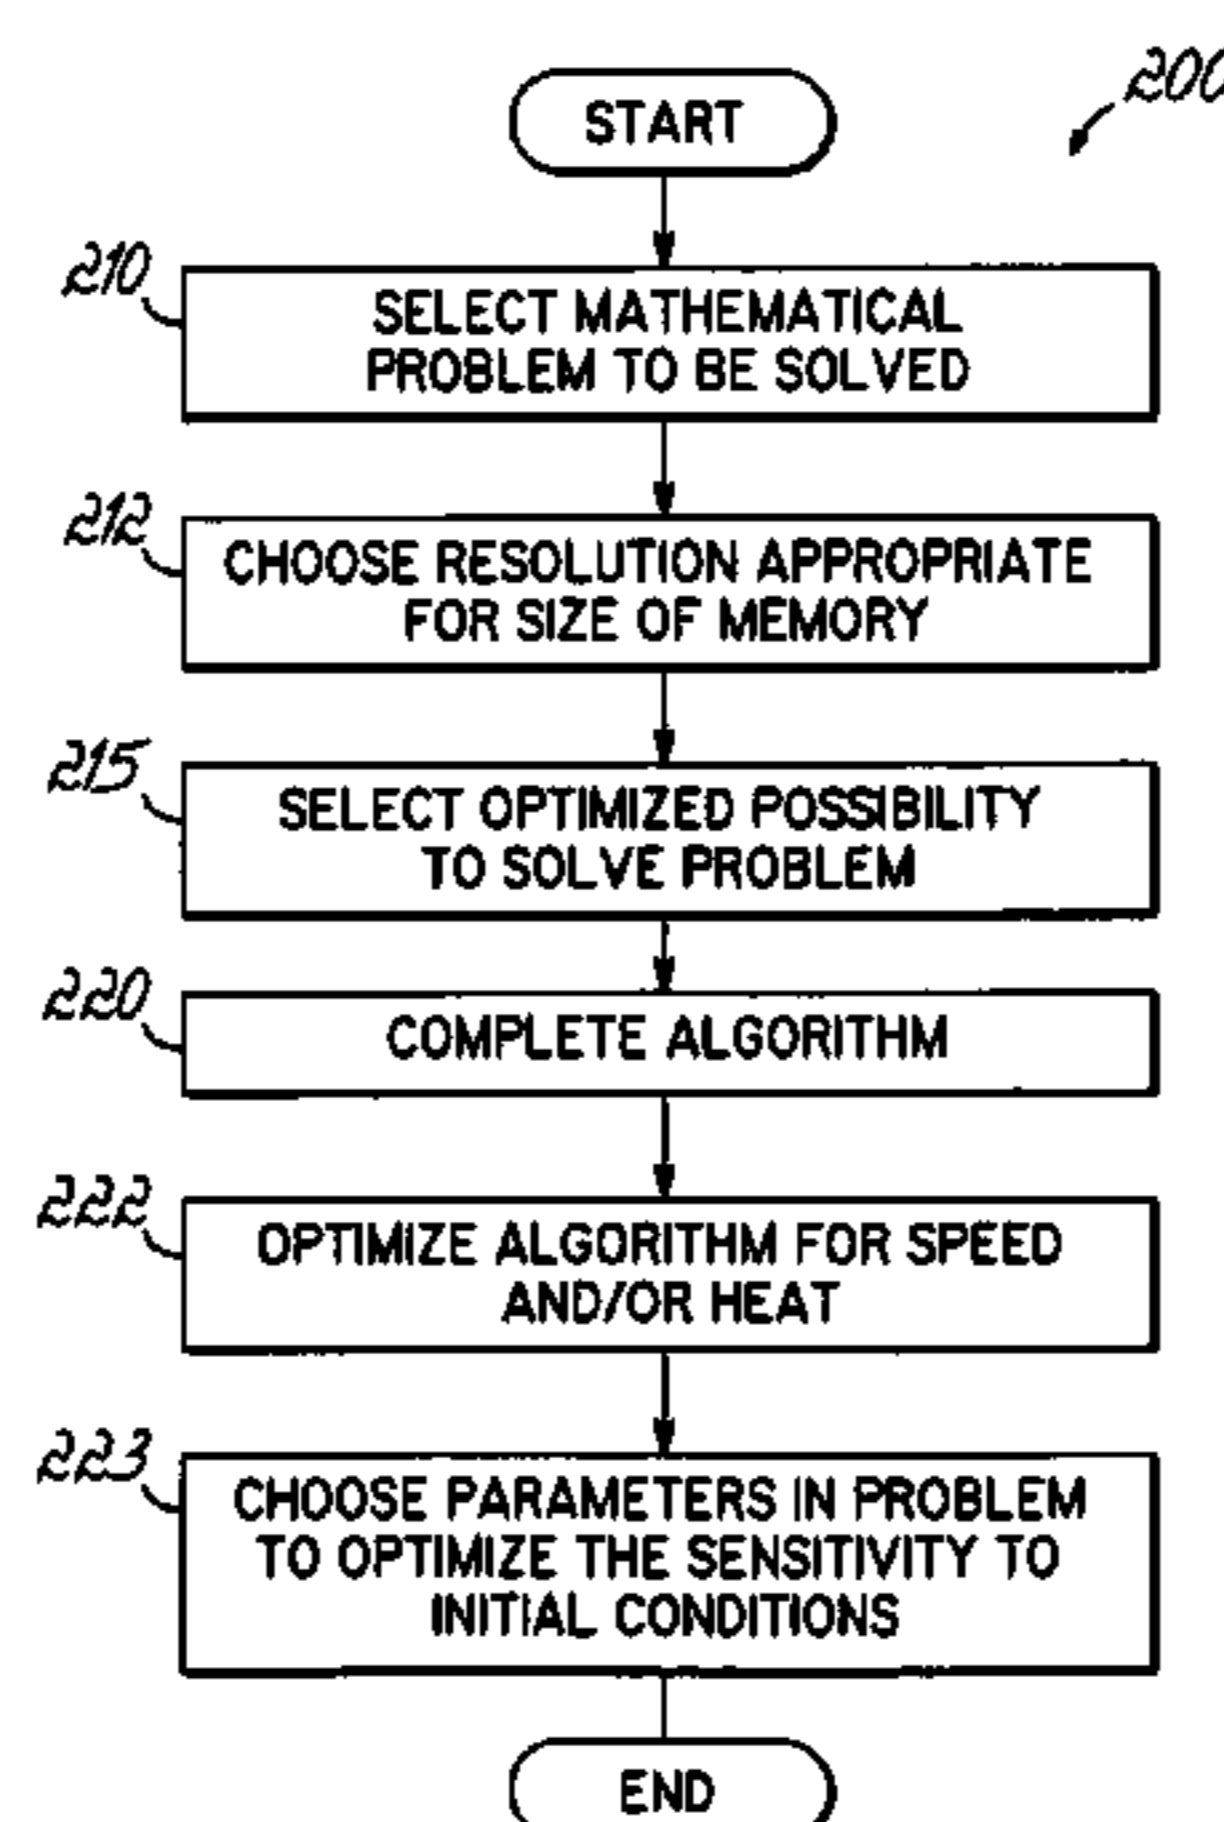 200
START
210
SELECT MATHEMATICAL
PROBLEM TO BE SOLVED
212
CHOOSE RESOLUTION APPROPRIATE
FOR SIZE OF MEMORY
215
SELECT OPTIMIZED POSSIBILITY
TO SOLVE PROBLEM
220
COMPLETE ALGORITHM
222
OPTIMIZE ALGORITHM FOR SPEED
AND/OR HEAT
223
CHOOSE PARAMETERS IN PROBLEM
TO OPTIMIZE THE SENSITIVITY TO
INITIAL CONDITIONS
END